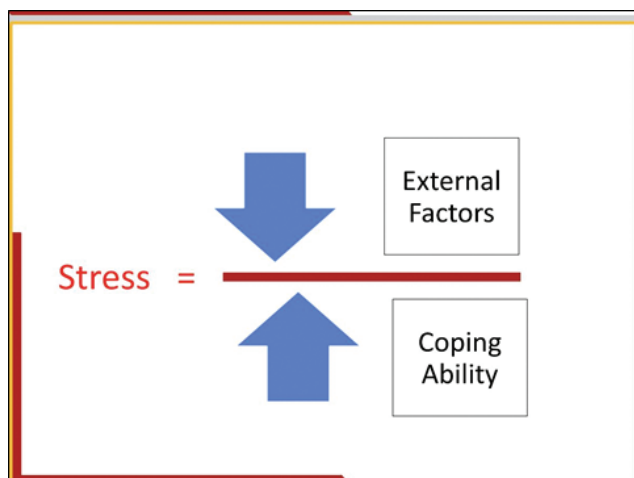 External
Factors
Stress =
Coping
Ability